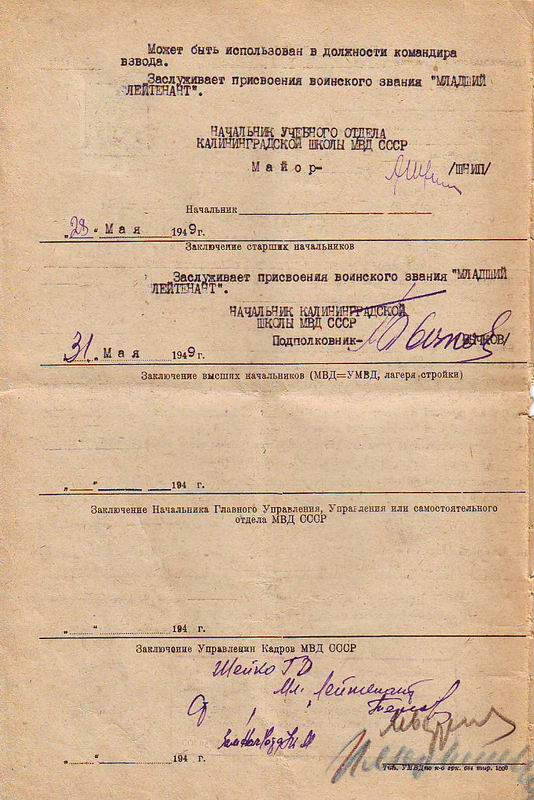 Может быть использован в должности командира
взвода.
Заслуживает присвоения воинского звания "МЛАДШИЙ
ЛЕЙТЕНАНТ".
НАЧАЛЬНИК УЧЕБНОГО ОТДЕЛА
КАЛИНИНГРАДСКОЙ ШКОЛЫ МВД СССР
Майор- /ШНИП/
Начальник
„28" Мая 1949 г.
Заключение старших начальников
Заслуживает присвоения воинского звания "МЛАДШИЙ
ЛЕЙТЕНАНТ".
НАЧАЛЬНИК КАЛИНИНГРАДСКОЙ
ШКОЛЫ МВД СССР
Подполковник- /БЫЧКОВ/
„31" Мая 1949 г.
Заключение высших начальников (МВД=УМВД, лагеря-стройки)
„ " 194 г.
Заключение Начальника Главного Управления, Управления или самостоятельного
отдела МВД СССР
„ " 194 г.
Заключение Управлении Кадров МВД СССР
Шейко ГД
Мл. Лейтенант
„ " 194 г.